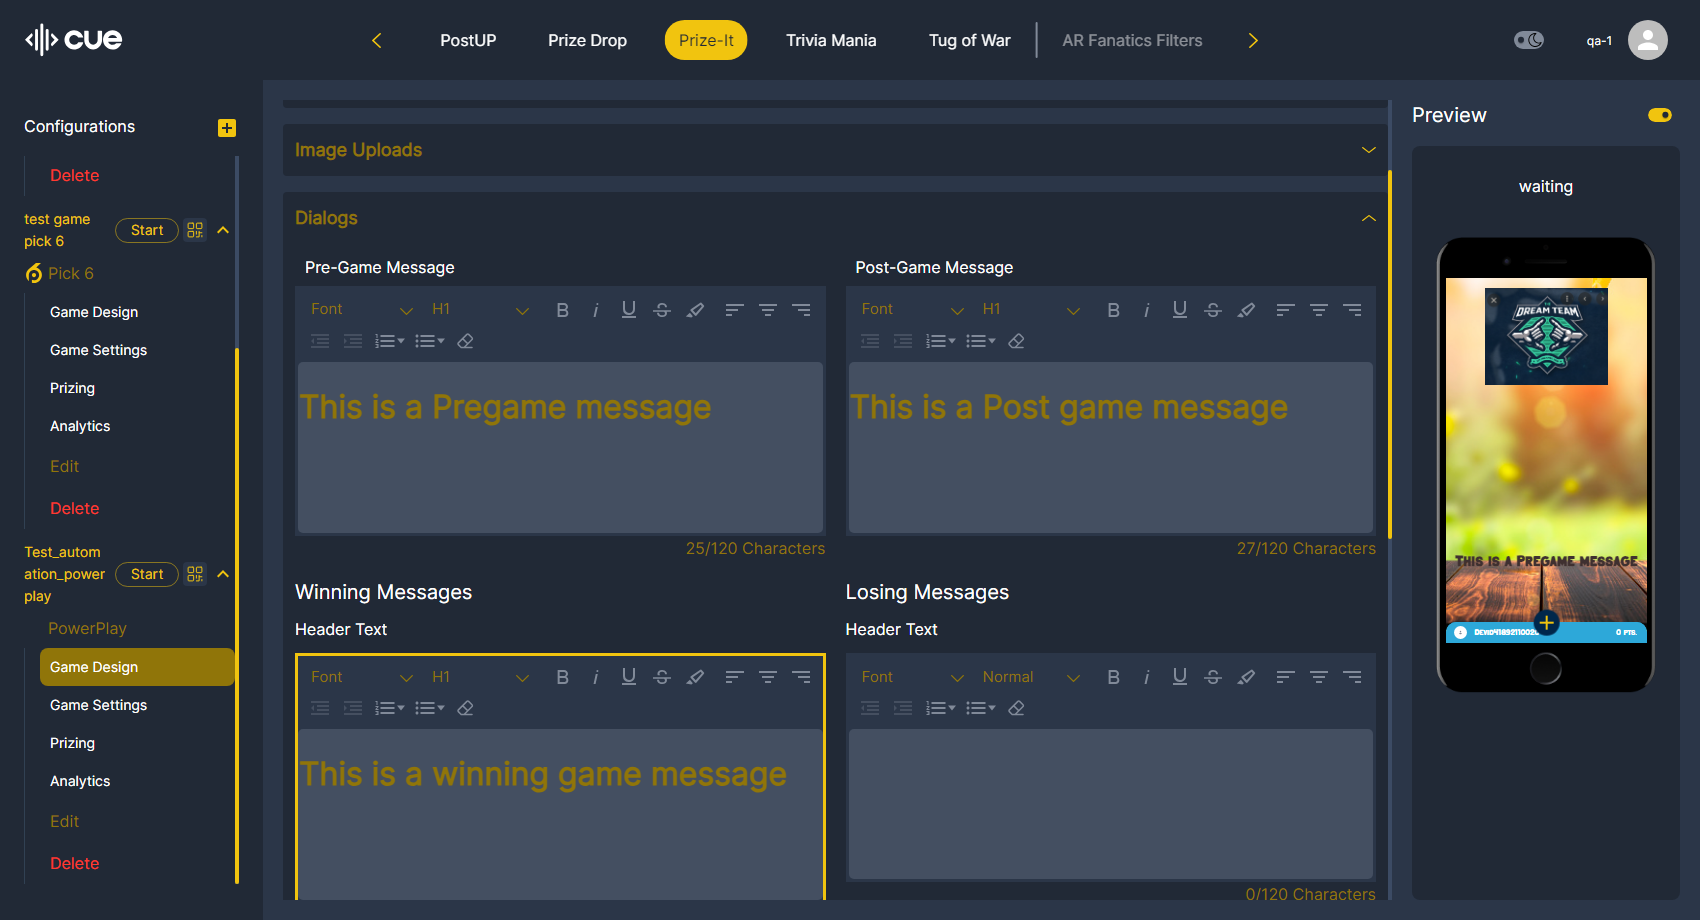 cue
PostUP
Prize Drop
Prize-It
Trivia Mania
Tug of War
AR Fanatics Filters
qa-1
Configurations
Delete
test game
pick 6
Start
Pick 6
Game Design
Game Settings
Prizing
Analytics
Edit
Delete
Test_autom
ation_power
play
Start
PowerPlay
Game Design
Game Settings
Prizing
Analytics
Edit
Delete
Image Uploads
Dialogs
Pre-Game Message
Font
H1
This is a Pregame message
25/120 Characters
Post-Game Message
Font
H1
This is a Post game message
27/120 Characters
Winning Messages
Header Text
Font
H1
This is a winning game message
Losing Messages
Header Text
Font
Normal
0/120 Characters
Preview
waiting
DREAM TEAM
This is a Pregame message
0 pts.